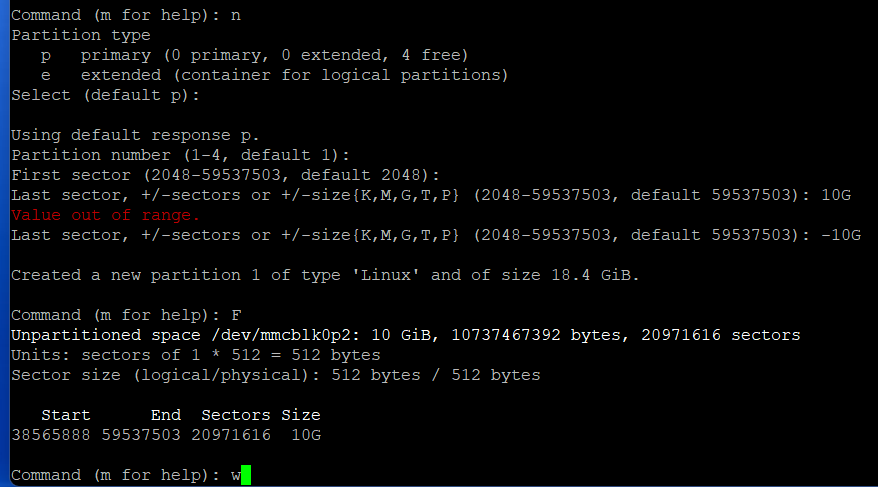 Command (m for help): n
Partition type
   p   primary (0 primary, 0 extended, 4 free)
   e   extended (container for logical partitions)
Select (default p):
Using default response p.
Partition number (1-4, default 1):
First sector (2048-59537503, default 2048):
Last sector, +/-sectors or +/-size{K,M,G,T,P} (2048-59537503, default 59537503): 10G
Value out of range.
Last sector, +/-sectors or +/-size{K,M,G,T,P} (2048-59537503, default 59537503): -10G
Created a new partition 1 of type 'Linux' and of size 18.4 GiB.
Command (m for help): F
Unpartitioned space /dev/mmcblk0p2: 10 GiB, 10737467392 bytes, 20971616 sectors
Units: sectors of 1 * 512 = 512 bytes
Sector size (logical/physical): 512 bytes / 512 bytes
   Start      End  Sectors Size
38565888 59537503 20971616  10G
Command (m for help): w